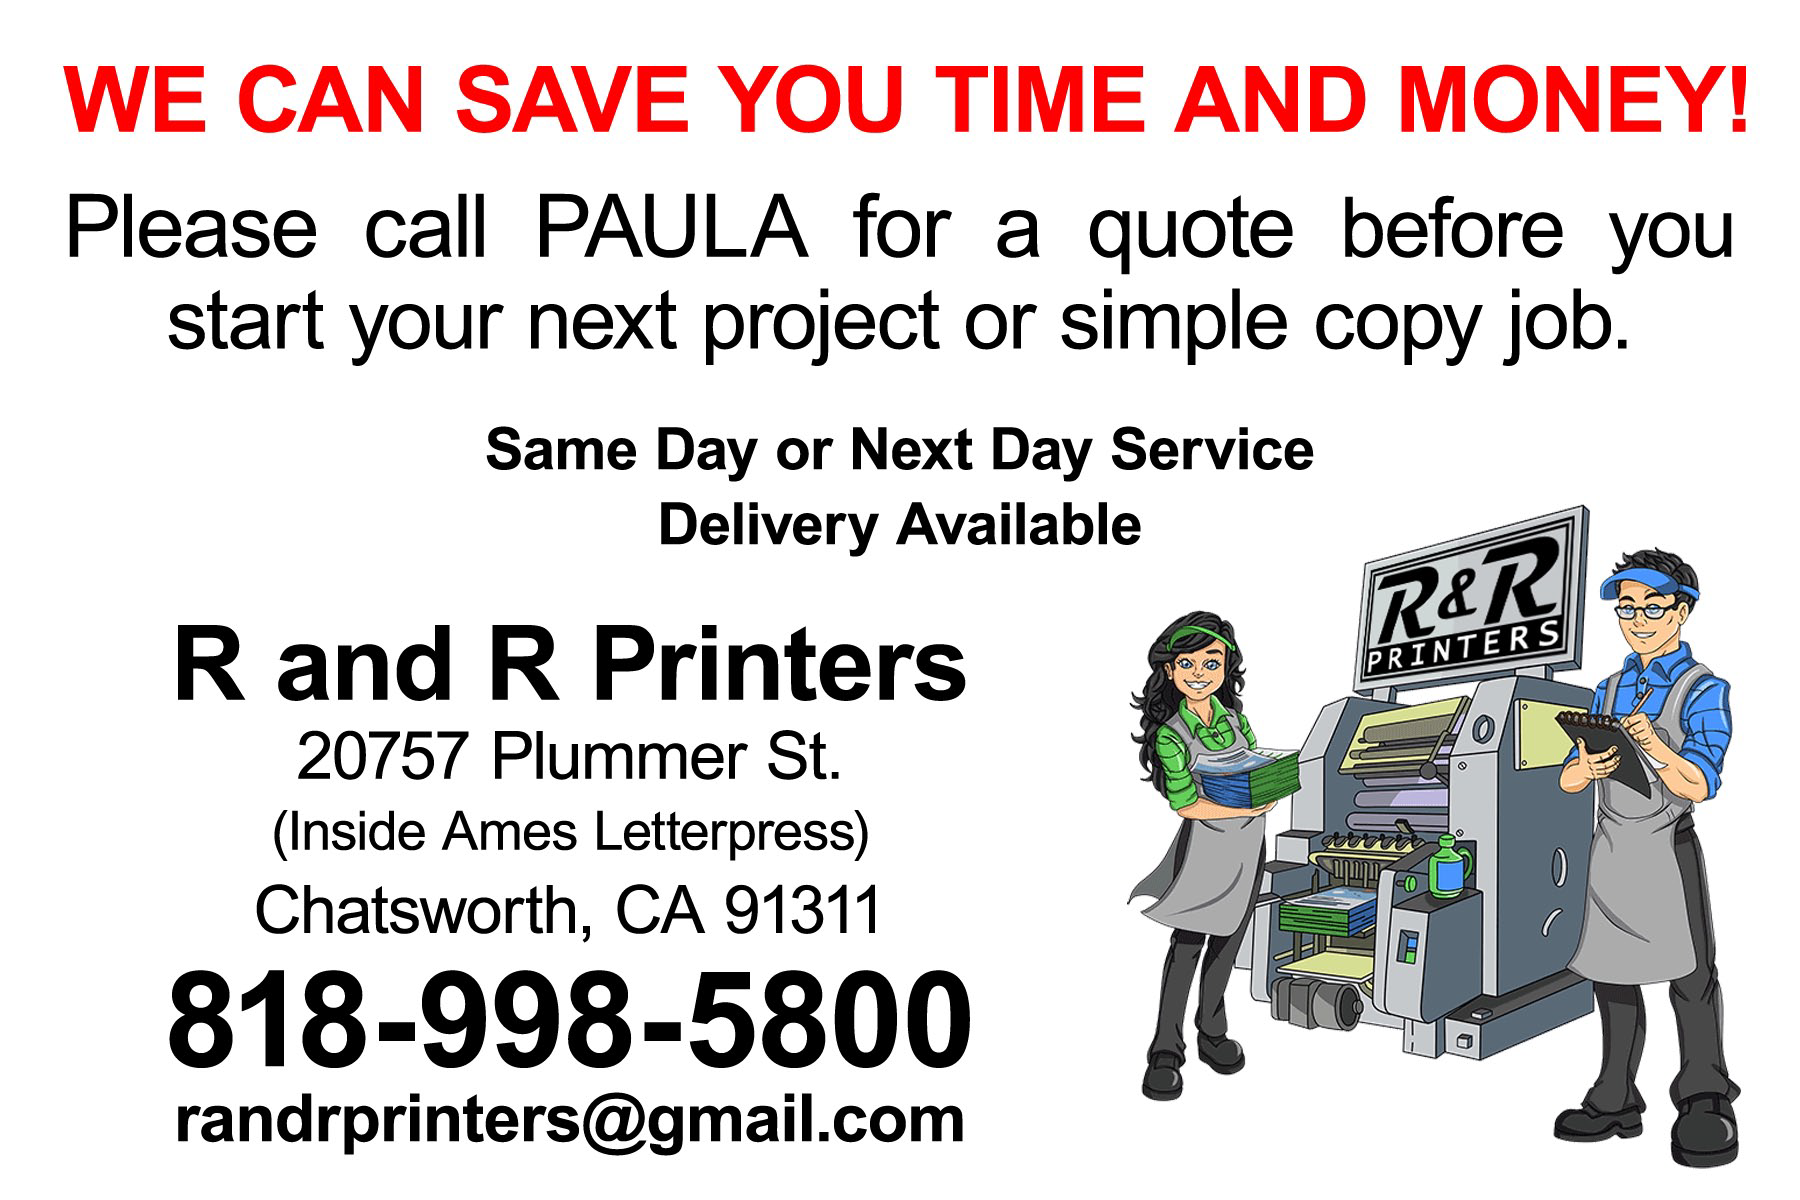 WE CAN SAVE YOU TIME AND MONEY!
Please call PAULA for a quote before you
start your next project or simple copy job.
Same Day or Next Day Service
Delivery Available
R&R
PRINTERS
R and R Printers
20757 Plummer St.
(Inside Ames Letterpress)
Chatsworth, CA 91311
818-998-5800
randrprinters@gmail.com